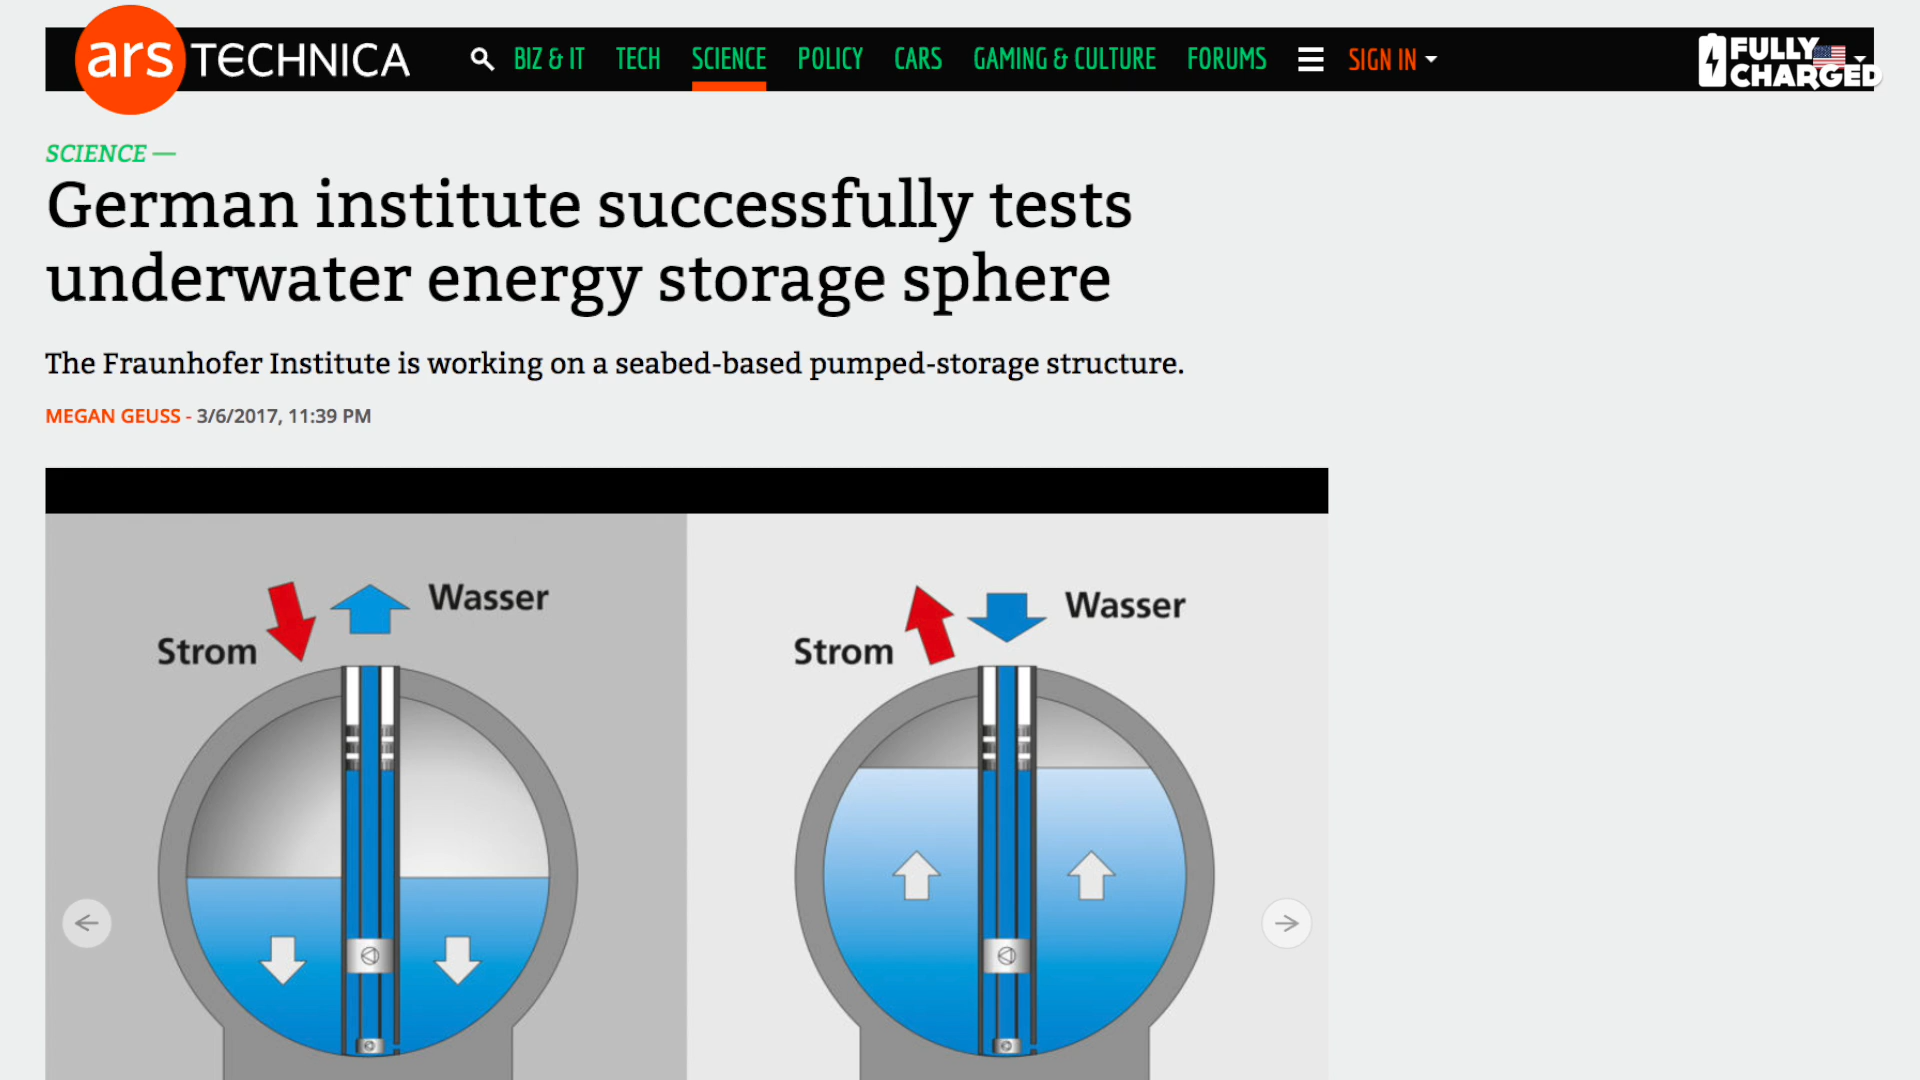 ars TECHNICA
BIZ & IT TECH SCIENCE POLICY CARS GAMING & CULTURE FORUMS SIGN IN
FULLY
CHARGED
SCIENCE —
German institute successfully tests
underwater energy storage sphere
The Fraunhofer Institute is working on a seabed-based pumped-storage structure.
MEGAN GEUSS - 3/6/2017, 11:39 PM
Wasser
Strom
Wasser
Strom